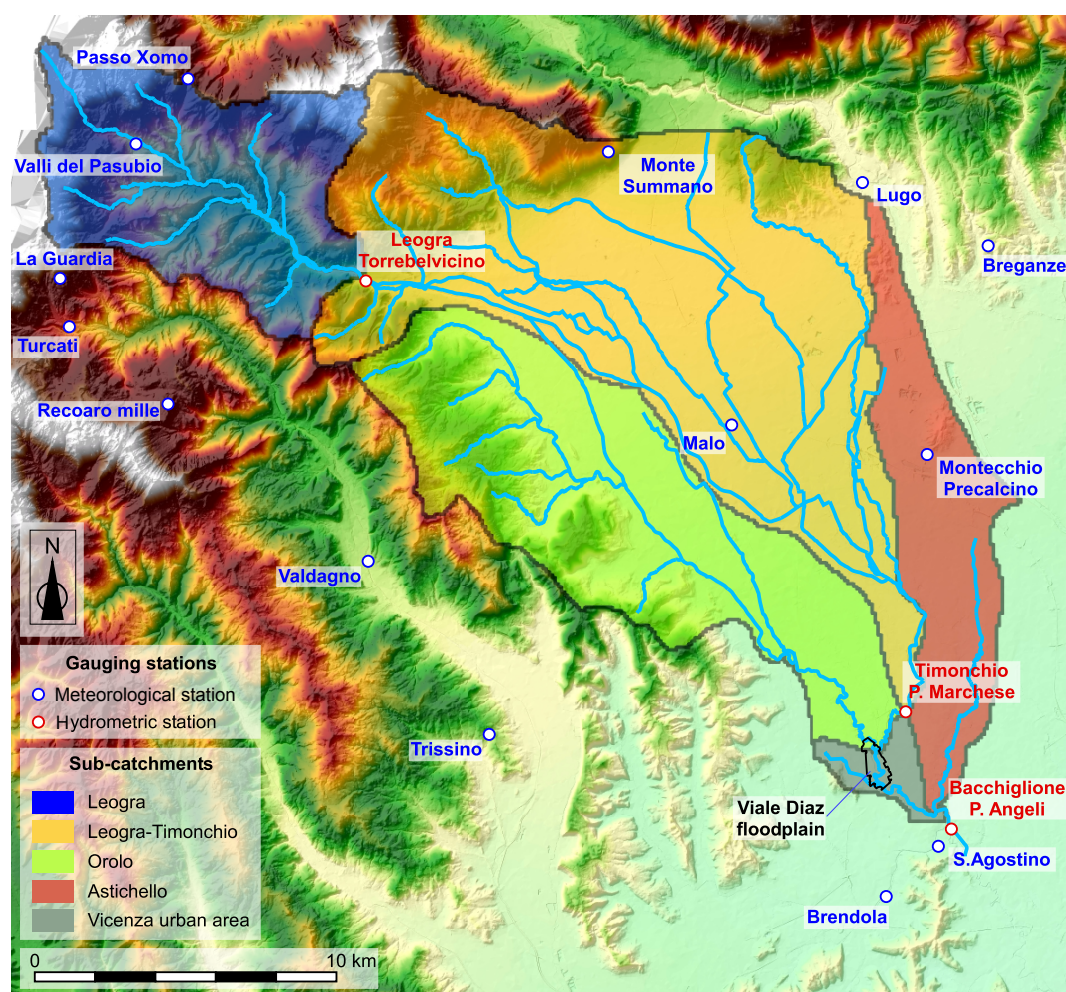 Passo Xomo
Valli del Pasubio
Monte
Summano
Lugo
Leogra
Torrebelvicino
La Guardia
Breganze
Turcati
Recoaro mille
Malo
Montecchio
Precalcino
N
Valdagno
Gauging stations
Meteorological station
Hydrometric station
Timonchio
P. Marchese
Trissino
Sub-catchments
Leogra
Leogra-Timonchio
Orolo
Astichello
Vicenza urban area
Viale Diaz
floodplain
Bacchiglione
P. Angeli
S.Agostino
Brendola
0 10 km